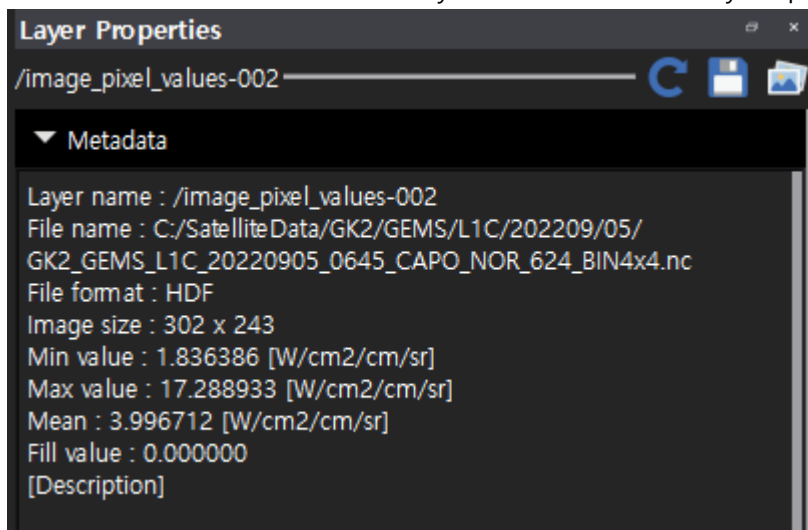 Layer Properties
/image_pixel_values-002
Metadata
Layer name : /image_pixel_values-002
File name : C:/SatelliteData/GK2/GEMS/L1C/202209/05/
GK2_GEMS_L1C_20220905_0645_CAPO_NOR_624_BIN4x4.nc
File format : HDF
Image size : 302 x 243
Min value : 1.836386 [W/cm2/cm/sr]
Max value : 17.288933 [W/cm2/cm/sr]
Mean : 3.996712 [W/cm2/cm/sr]
Fill value : 0.000000
[Description]